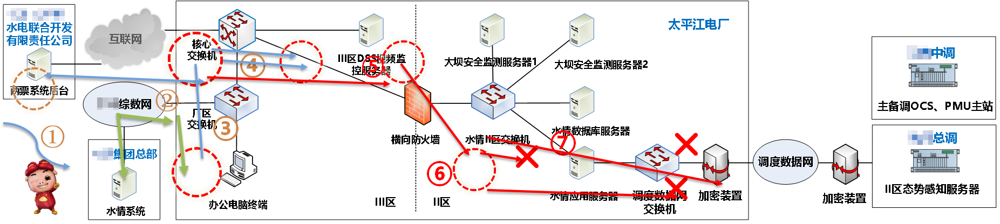 水电联合开发
有限责任公司
两票系统后台
互联网
综数网
①
②
集团总部
水情系统
核心
交换机
④
厂区
交换机
③
办公电脑终端
III区DSS视频监
控服务器
⑤
III区
II区
横向防火墙
大坝安全监测服务器1
大坝安全监测服务器2
太平江电厂
水情II区交换机
水情数据库服务器
⑦
⑥
水情应用服务器
调度数据网
交换机
加密装置
调度数据网
加密装置
中调
主备调OCS、PMU主站
总调
II区态势感知服务器